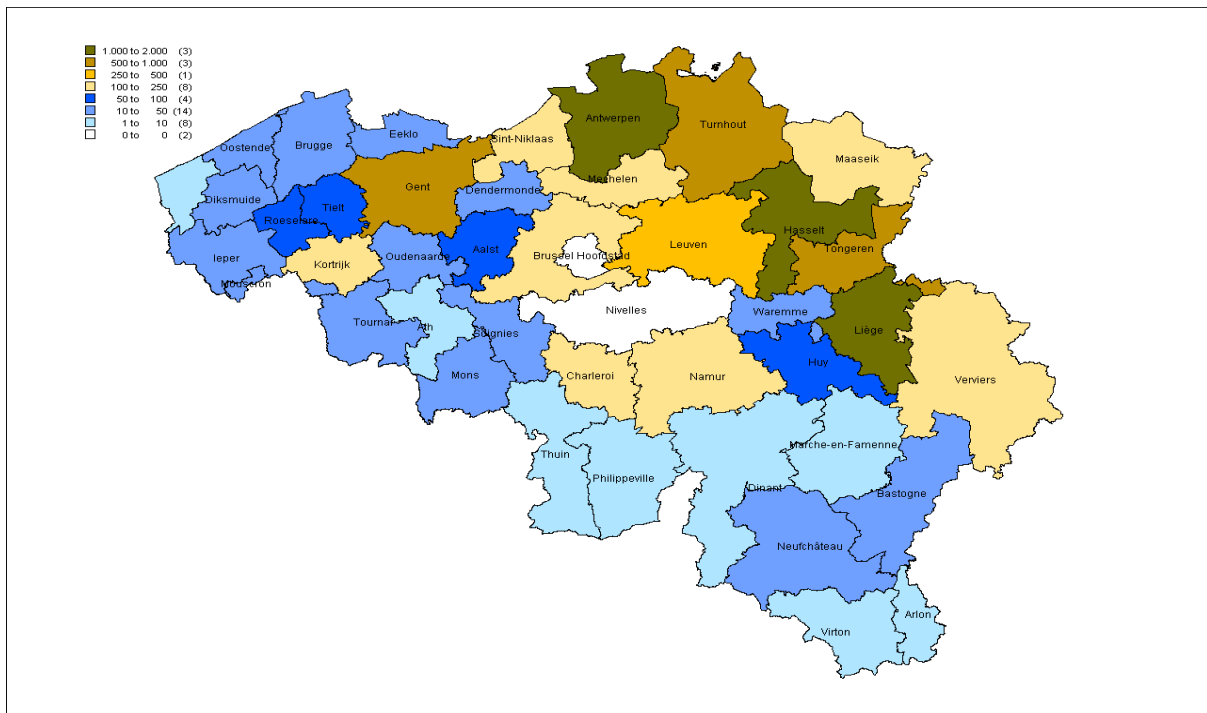 1.000 to 2.000 (3)
500 to 1.000 (3)
250 to 500 (1)
100 to 250 (8)
50 to 100 (4)
10 to 50 (14)
1 to 10 (8)
0 to 0 (2)
Antwerpen
Turnhout
Sint-Niklaas
Eeklo
Brugge
Oostende
Maaseik
Mechelen
Gent
Dendermonde
Diksmuide
Tielt
Roeselare
Hasselt
Leuven
Tongeren
Aalst
Brussel Hoofdstad
Oudenaarde
Ieper
Kortrijk
Mouscron
Nivelles
Waremme
Tournai
Ath
Soignies
Liège
Huy
Mons
Charleroi
Namur
Verviers
Marche-en-Famenne
Thuin
Philippeville
Dinant
Bastogne
Neufchâteau
Arlon
Virton